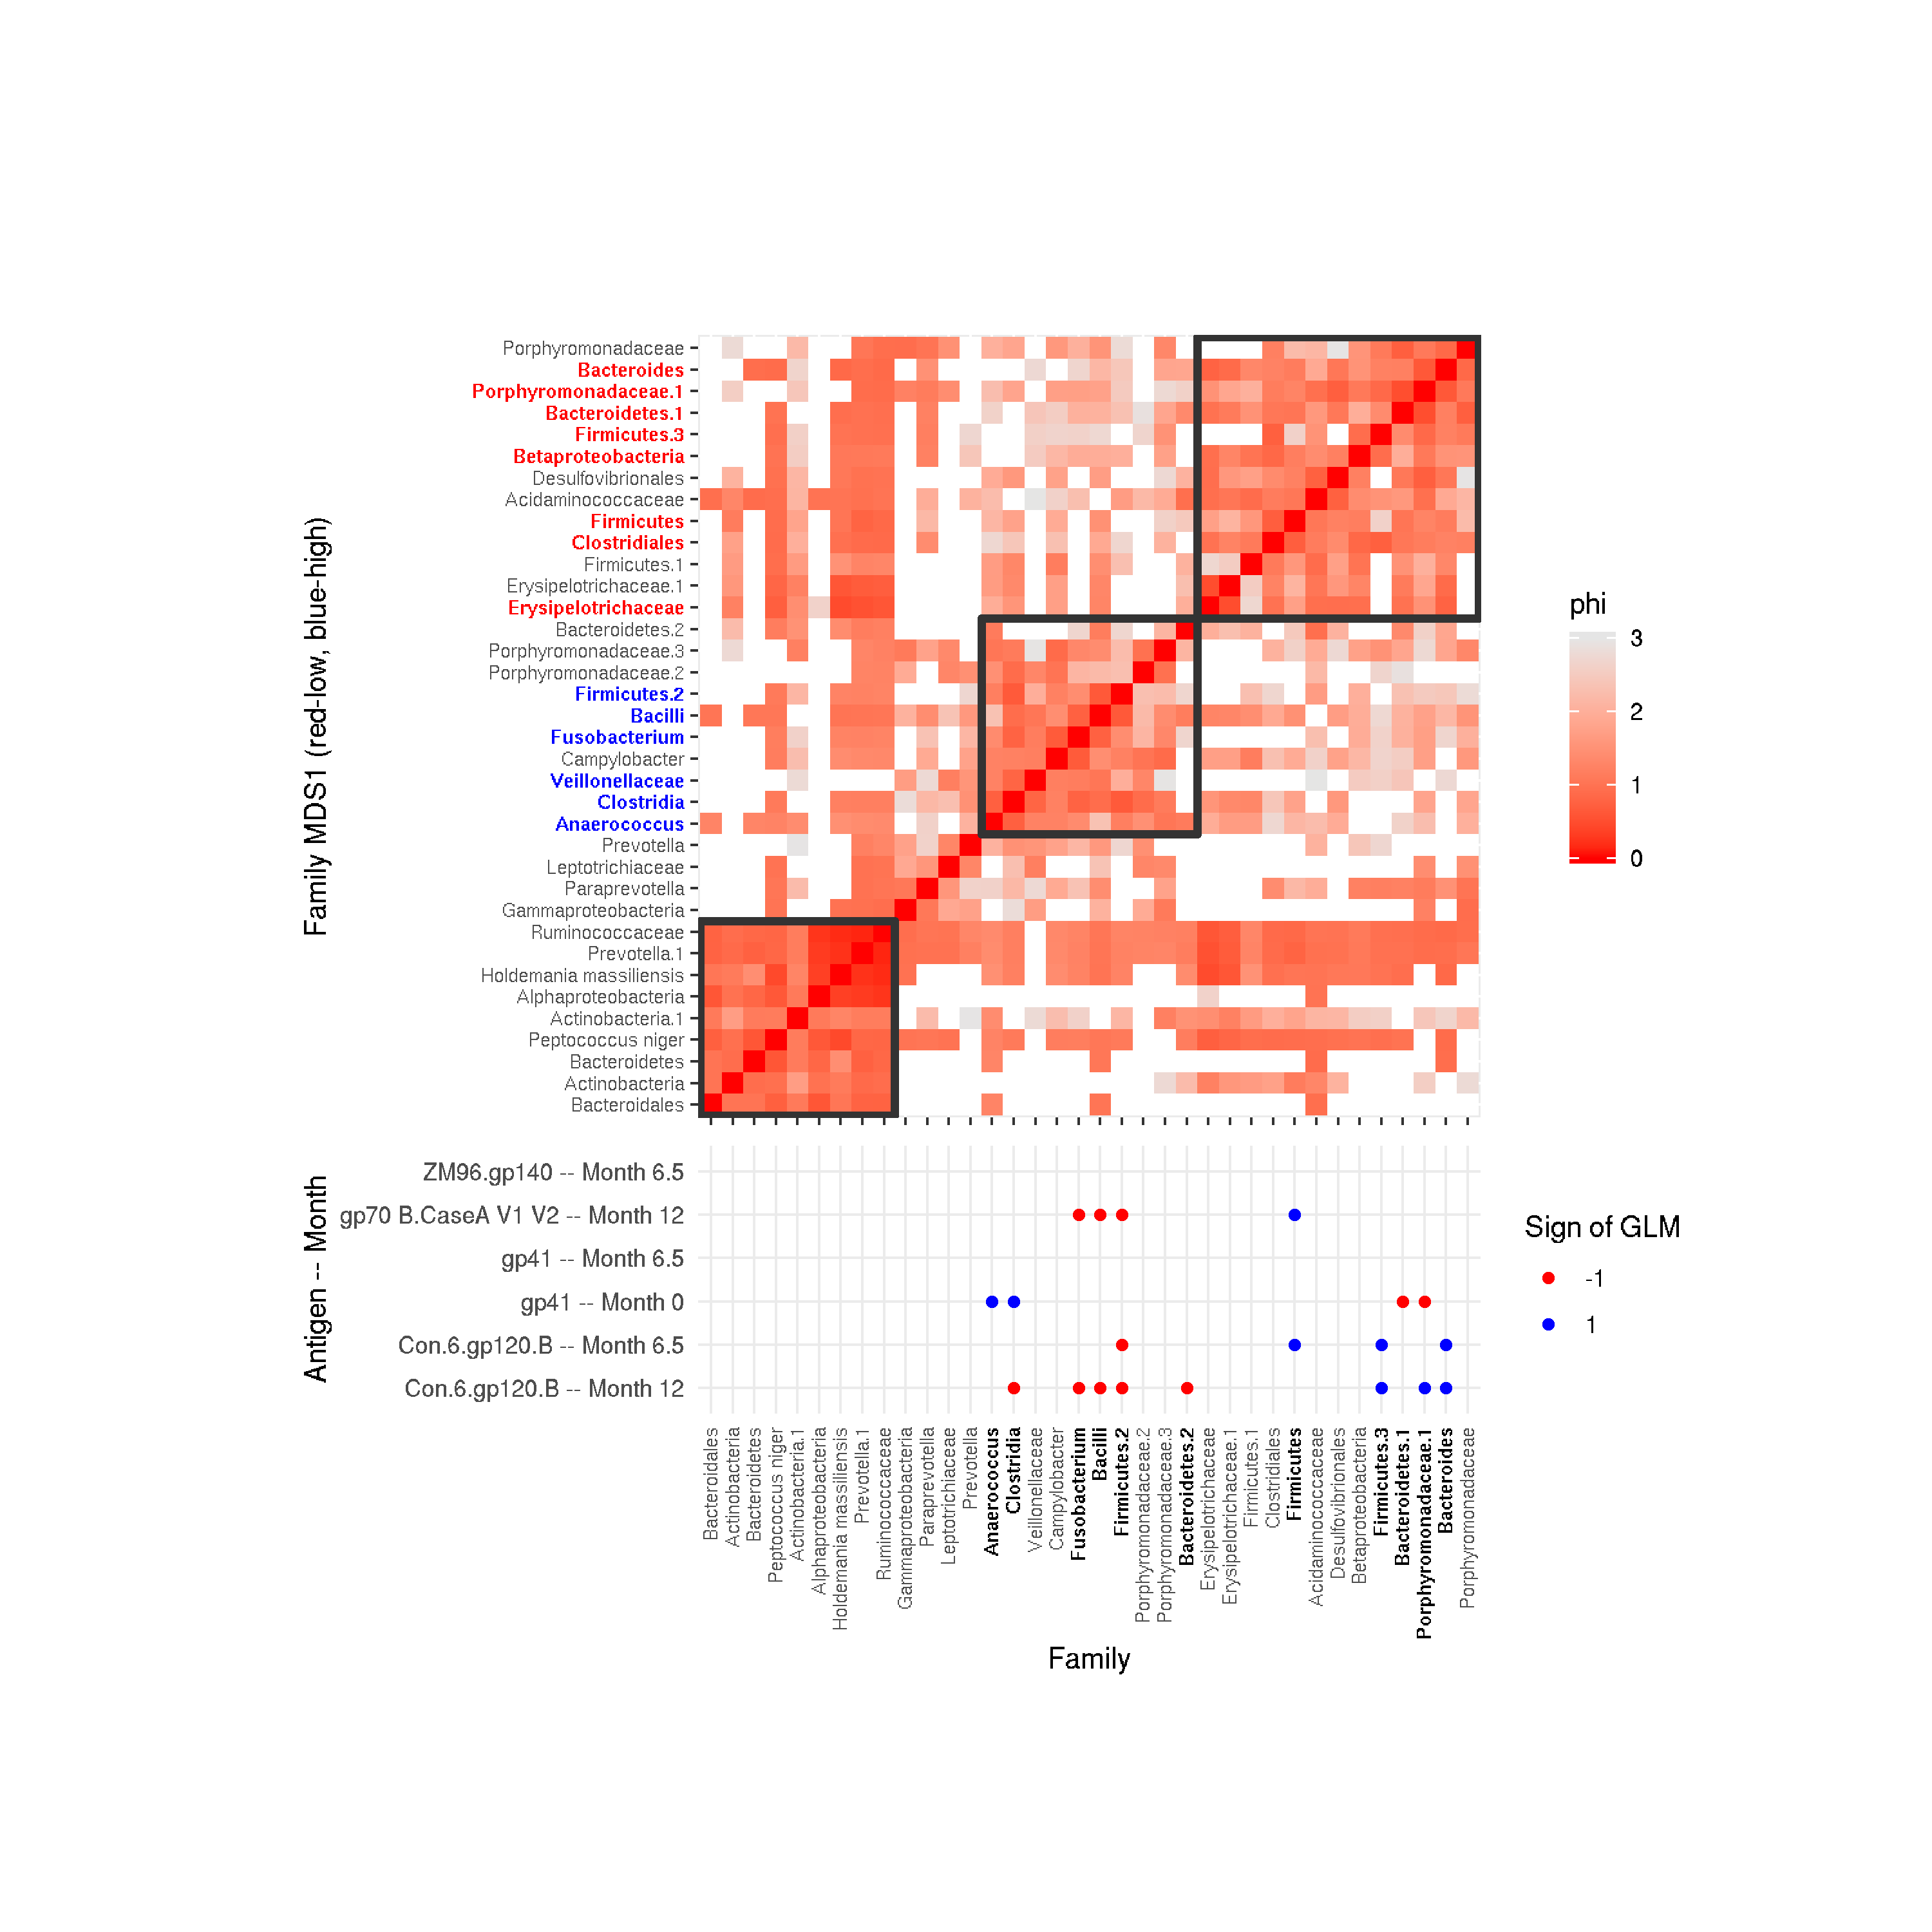 Family MDS1 (red-low, blue-high)
Porphyromonadaceae
Bacteroides
Porphyromonadaceae.1
Bacteroidetes.1
Firmicutes.3
Betaproteobacteria
Desulfovibrionales
Acidaminococcaceae
Firmicutes
Clostridiales
Firmicutes.1
Erysipelotrichaceae.1
Erysipelotrichaceae
Bacteroidetes.2
Porphyromonadaceae.3
Porphyromonadaceae.2
Firmicutes.2
Bacilli
Fusobacterium
Campylobacter
Veillonellaceae
Clostridia
Anaerococcus
Prevotella
Leptotrichiaceae
Paraprevotella
Gammaproteobacteria
Ruminococcaceae
Prevotella.1
Holdemania massiliensis
Alphaproteobacteria
Actinobacteria.1
Peptococcus niger
Bacteroidetes
Actinobacteria
Bacteroidales
phi
3
2
1
0
Antigen -- Month
ZM96.gp140 -- Month 6.5
gp70 B.CaseA V1 V2 -- Month 12
gp41 -- Month 6.5
gp41 -- Month 0
Con.6.gp120.B -- Month 6.5
Con.6.gp120.B -- Month 12
Sign of GLM
-1
1
Bacteroidales
Actinobacteria
Bacteroidetes
Peptococcus niger
Actinobacteria.1
Alphaproteobacteria
Holdemania massiliensis
Prevotella.1
Ruminococcaceae
Gammaproteobacteria
Paraprevotella
Leptotrichiaceae
Prevotella
Anaerococcus
Clostridia
Veillonellaceae
Campylobacter
Fusobacterium
Bacilli
Firmicutes.2
Porphyromonadaceae.2
Porphyromonadaceae.3
Bacteroidetes.2
Erysipelotrichaceae
Erysipelotrichaceae.1
Firmicutes.1
Clostridiales
Firmicutes
Acidaminococcaceae
Desulfovibrionales
Betaproteobacteria
Firmicutes.3
Bacteroidetes.1
Porphyromonadaceae.1
Bacteroides
Porphyromonadaceae
Family